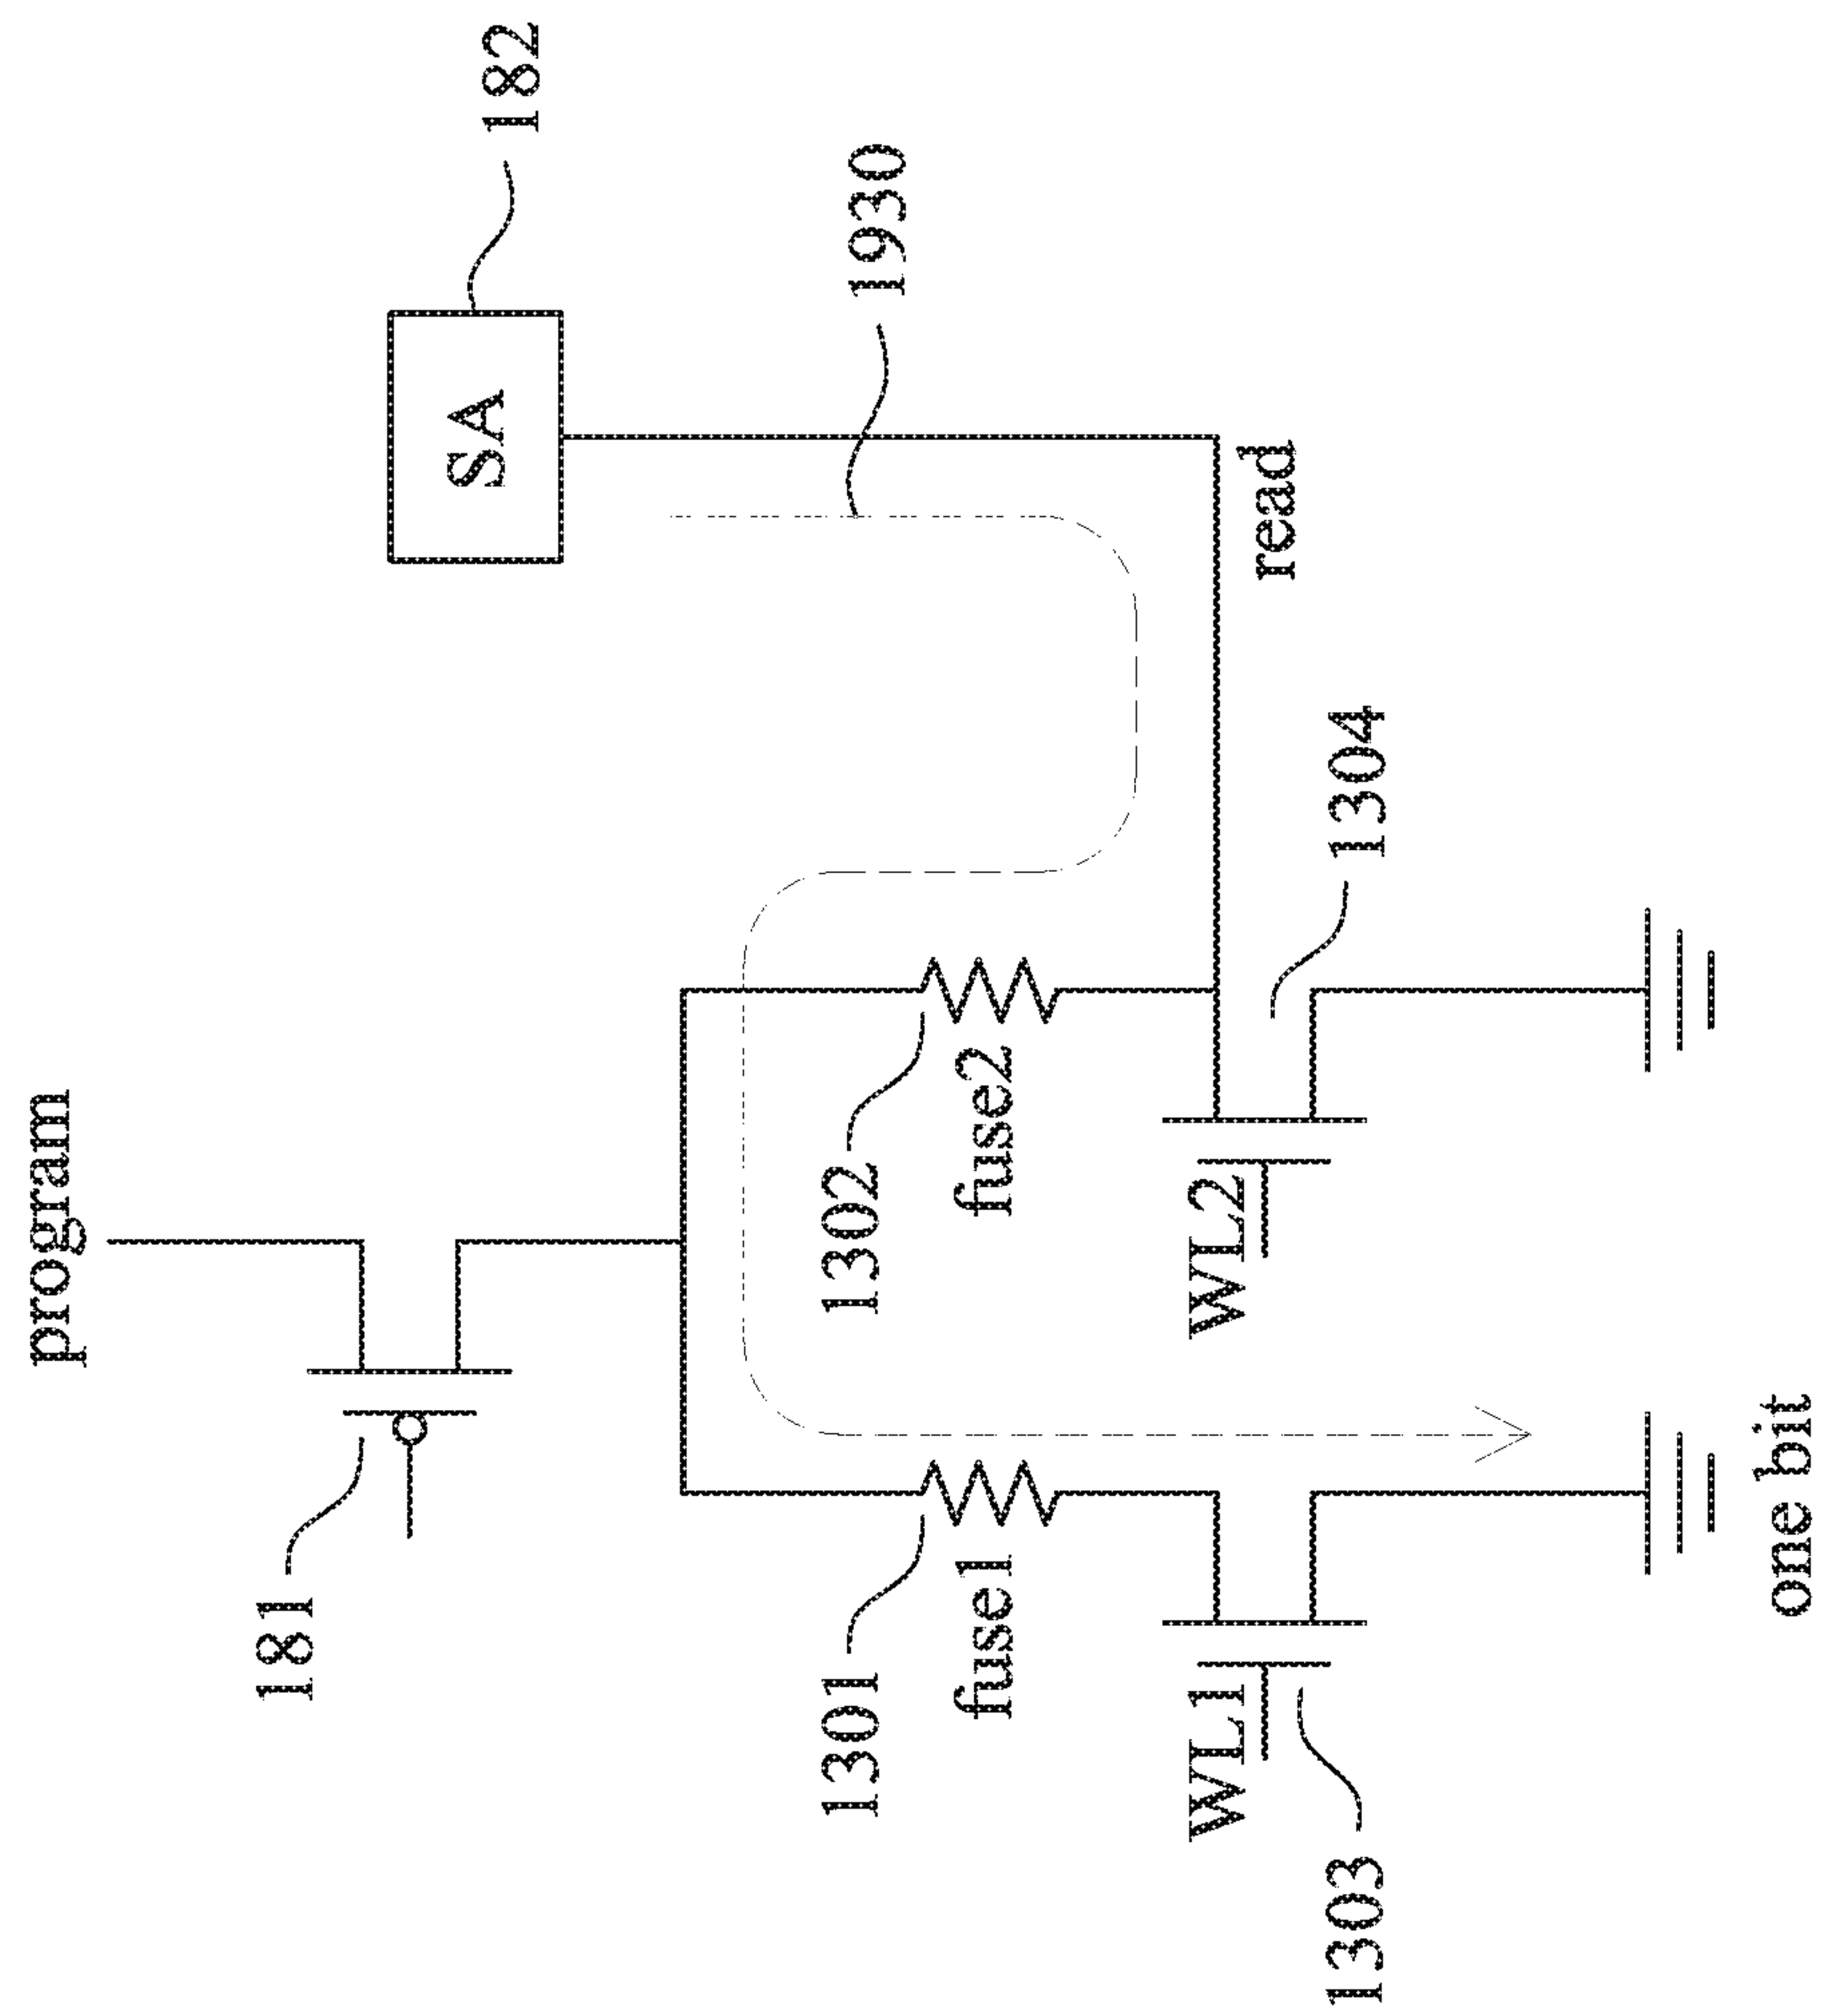 program
181
SA
182
1930
1301
fuse1
1302
fuse2
WL1
1303
WL2
1304
read
one bit